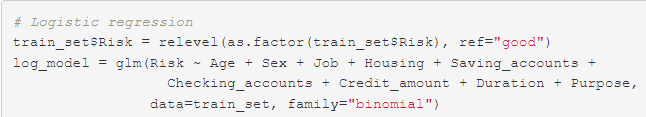 # Logistic regression
train_set$Risk = relevel(as.factor(train_set$Risk), ref="good")
log_model = glm(Risk ~ Age + Sex + Job + Housing + Saving_accounts +
Checking_accounts + Credit_amount + Duration + Purpose,
data=train_set, family="binomial")